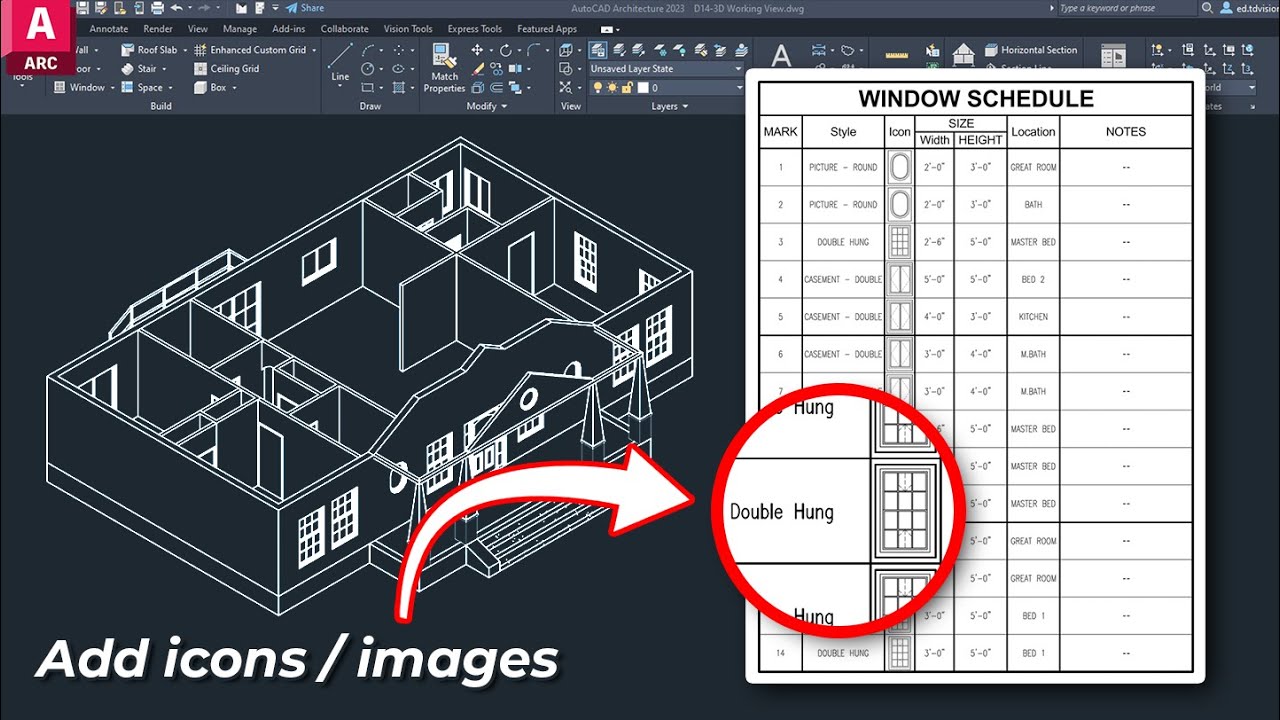 AutoCAD Architecture 2023 D14-3D Working View.dwg
Share
Type a keyword or phrase
ed.tdvision
A
ARC
Annotate Render View Manage Add-ins Collaborate Vision Tools Express Tools Featured Apps
Tools
Roof Slab
Enhanced Custom Grid
Stair
Ceiling Grid
Window
Space
Box
Build
Line
Draw
Match
Properties
Modify
View
Unsaved Layer State
0
Layers
A
Horizontal Section
WINDOW SCHEDULE
MARK Style Icon SIZE Location NOTES
Width HEIGHT
1 PICTURE - ROUND 2'-0" 3'-0" GREAT ROOM --
2 PICTURE - ROUND 2'-0" 3'-0" BATH --
3 DOUBLE HUNG 2'-6" 5'-0" MASTER BED --
4 CASEMENT - DOUBLE 5'-0" 5'-0" BED 2 --
5 CASEMENT - DOUBLE 4'-0" 3'-0" KITCHEN --
6 CASEMENT - DOUBLE 3'-0" 4'-0" M.BATH --
7 3'-0" 4'-0" M.BATH --
5'-0" MASTER BED --
5'-0" MASTER BED --
5'-0" MASTER BED --
5'-0" GREAT ROOM --
5'-0" GREAT ROOM --
3'-0" 5'-0" BED 1 --
14 DOUBLE HUNG 3'-0" 5'-0" BED 1 --
Hung
Double Hung
Hung
Add icons / images